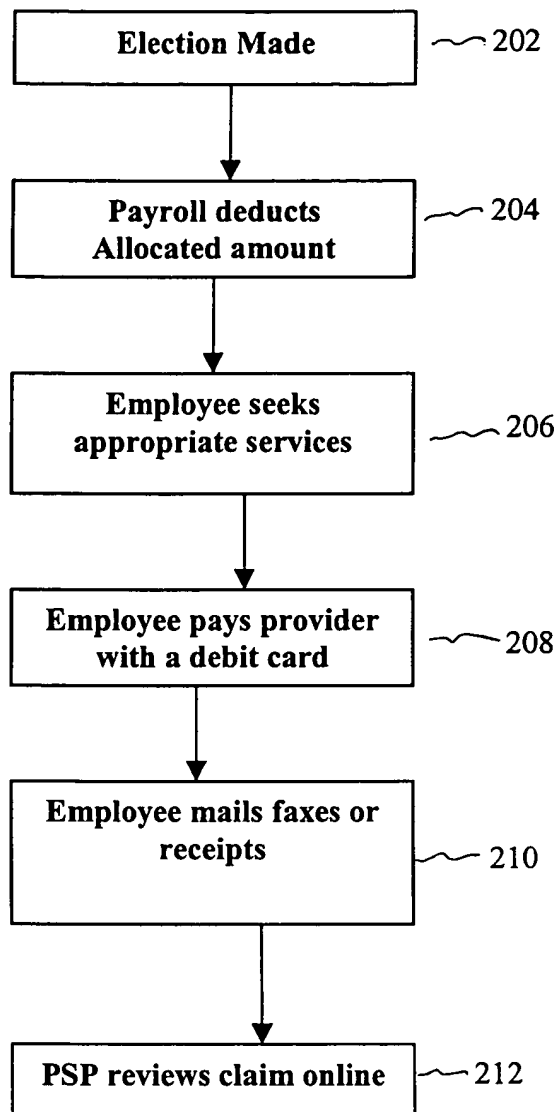 Election Made
202
Payroll deducts
Allocated amount
204
Employee seeks
appropriate services
206
Employee pays provider
with a debit card
208
Employee mails faxes or
receipts
210
PSP reviews claim online
212